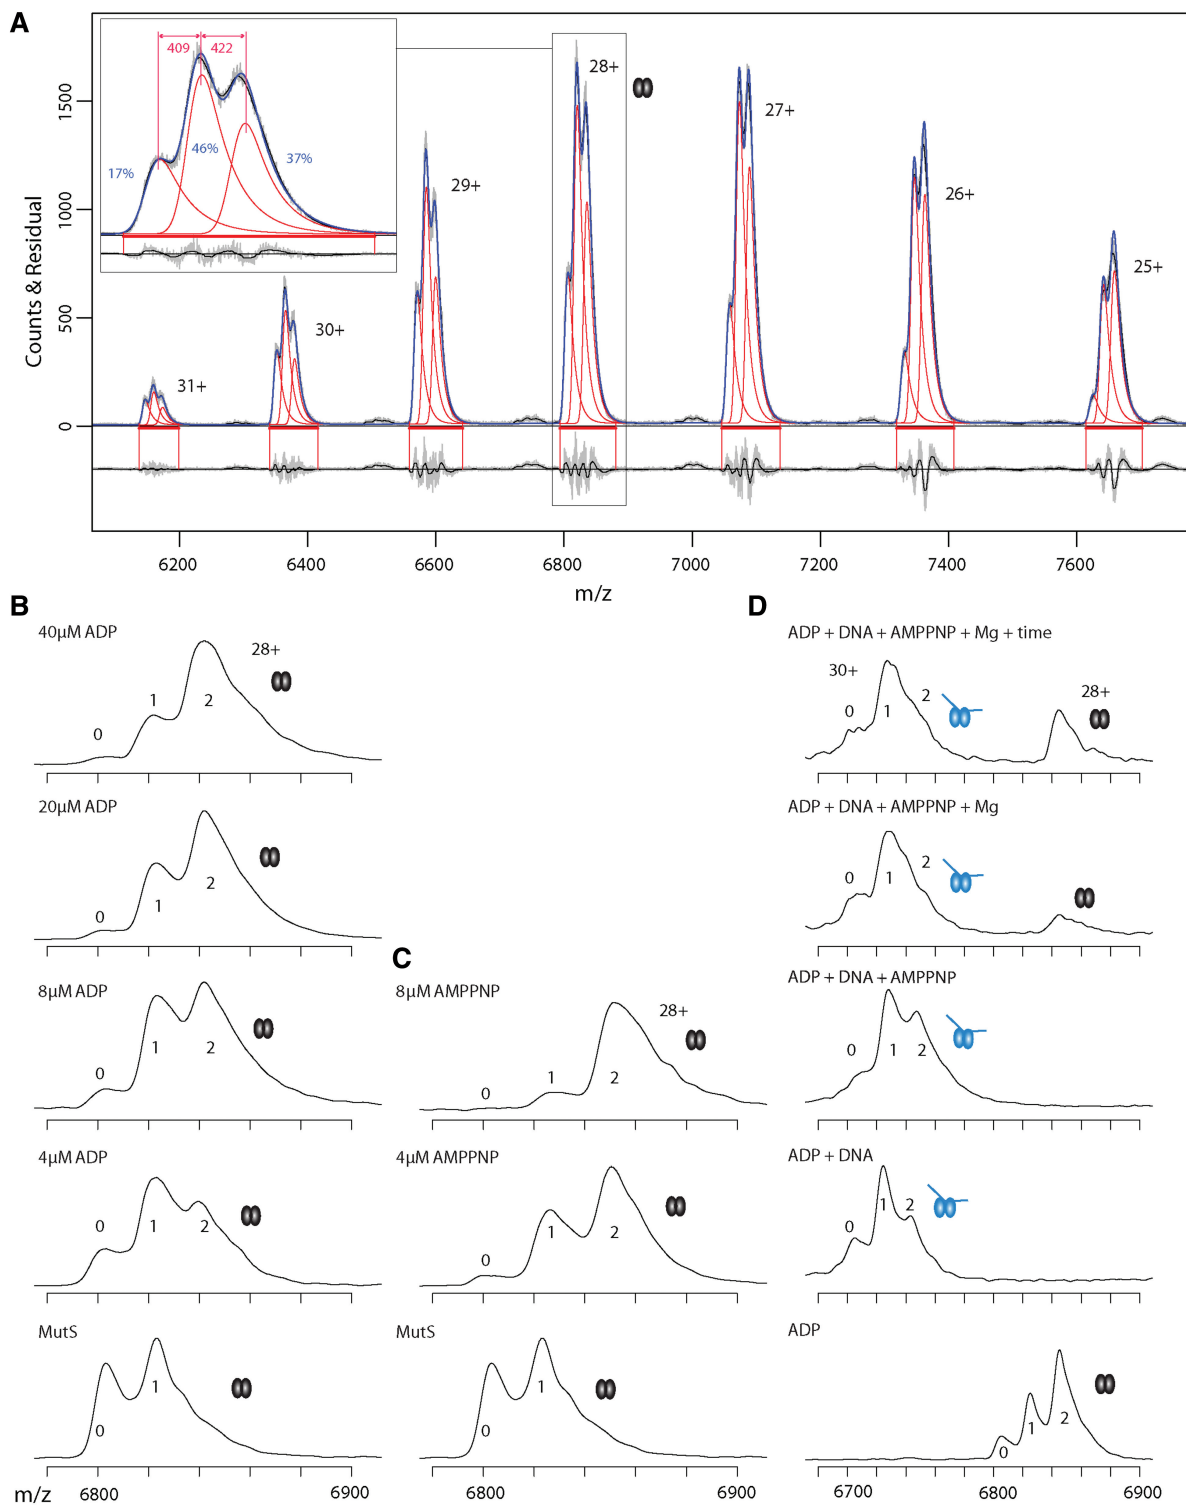 A
Counts & Residual
1500
1000
500
0
409 422
17% 46% 37%
31+
30+
29+
28+
27+
26+
25+
6200 6400 6600 6800 7000 7200 7400 7600
m/z
B
40μM ADP
28+
0 1 2
20μM ADP
0 1 2
8μM ADP
0 1 2
4μM ADP
0 1 2
MutS
0 1
m/z 6800 6900
C
8μM AMPPNP
28+
0 1 2
4μM AMPPNP
0 1 2
MutS
0 1
6800 6900
D
ADP + DNA + AMPPNP + Mg + time
30+ 28+
0 1 2
ADP + DNA + AMPPNP + Mg
0 1 2
ADP + DNA + AMPPNP
0 1 2
ADP + DNA
0 1 2
ADP
0 1 2
6700 6800 6900